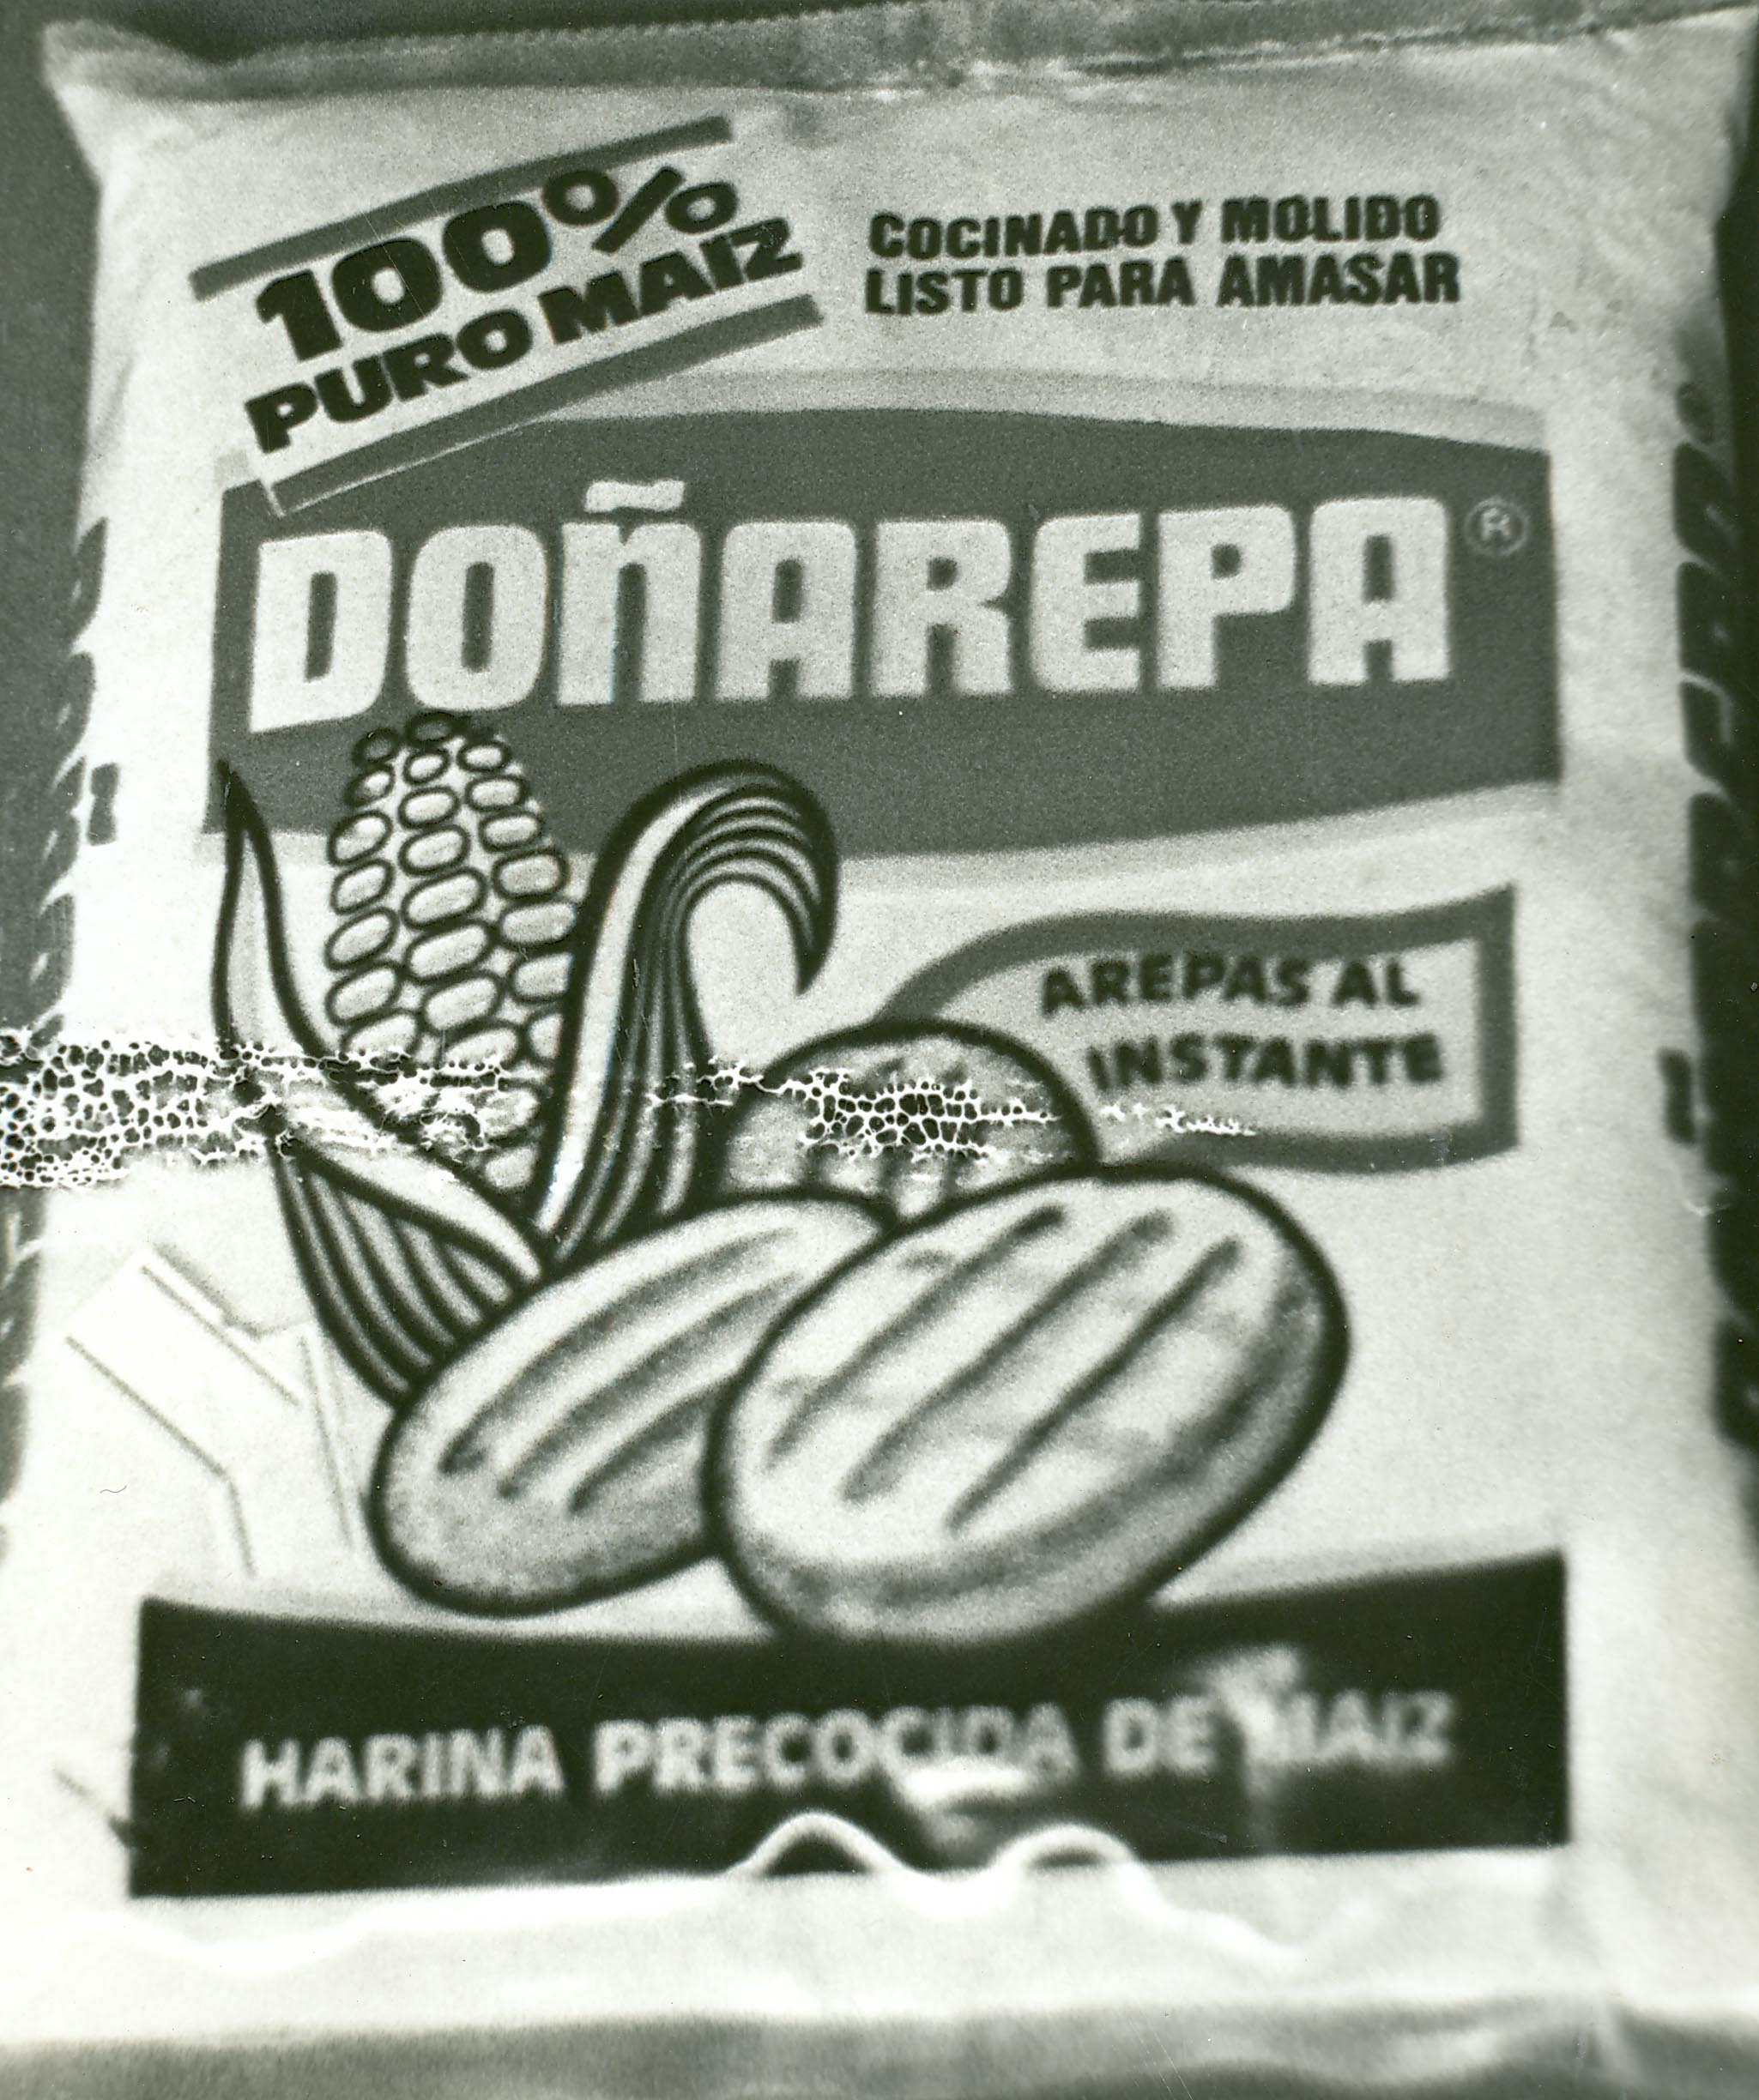 100%
PURO MAIZ
COCINADO Y MOLIDO
LISTO PARA AMASAR
DOÑAREPA ®
AREPAS AL
INSTANTE
HARINA PRECOCIDA DE MAIZ